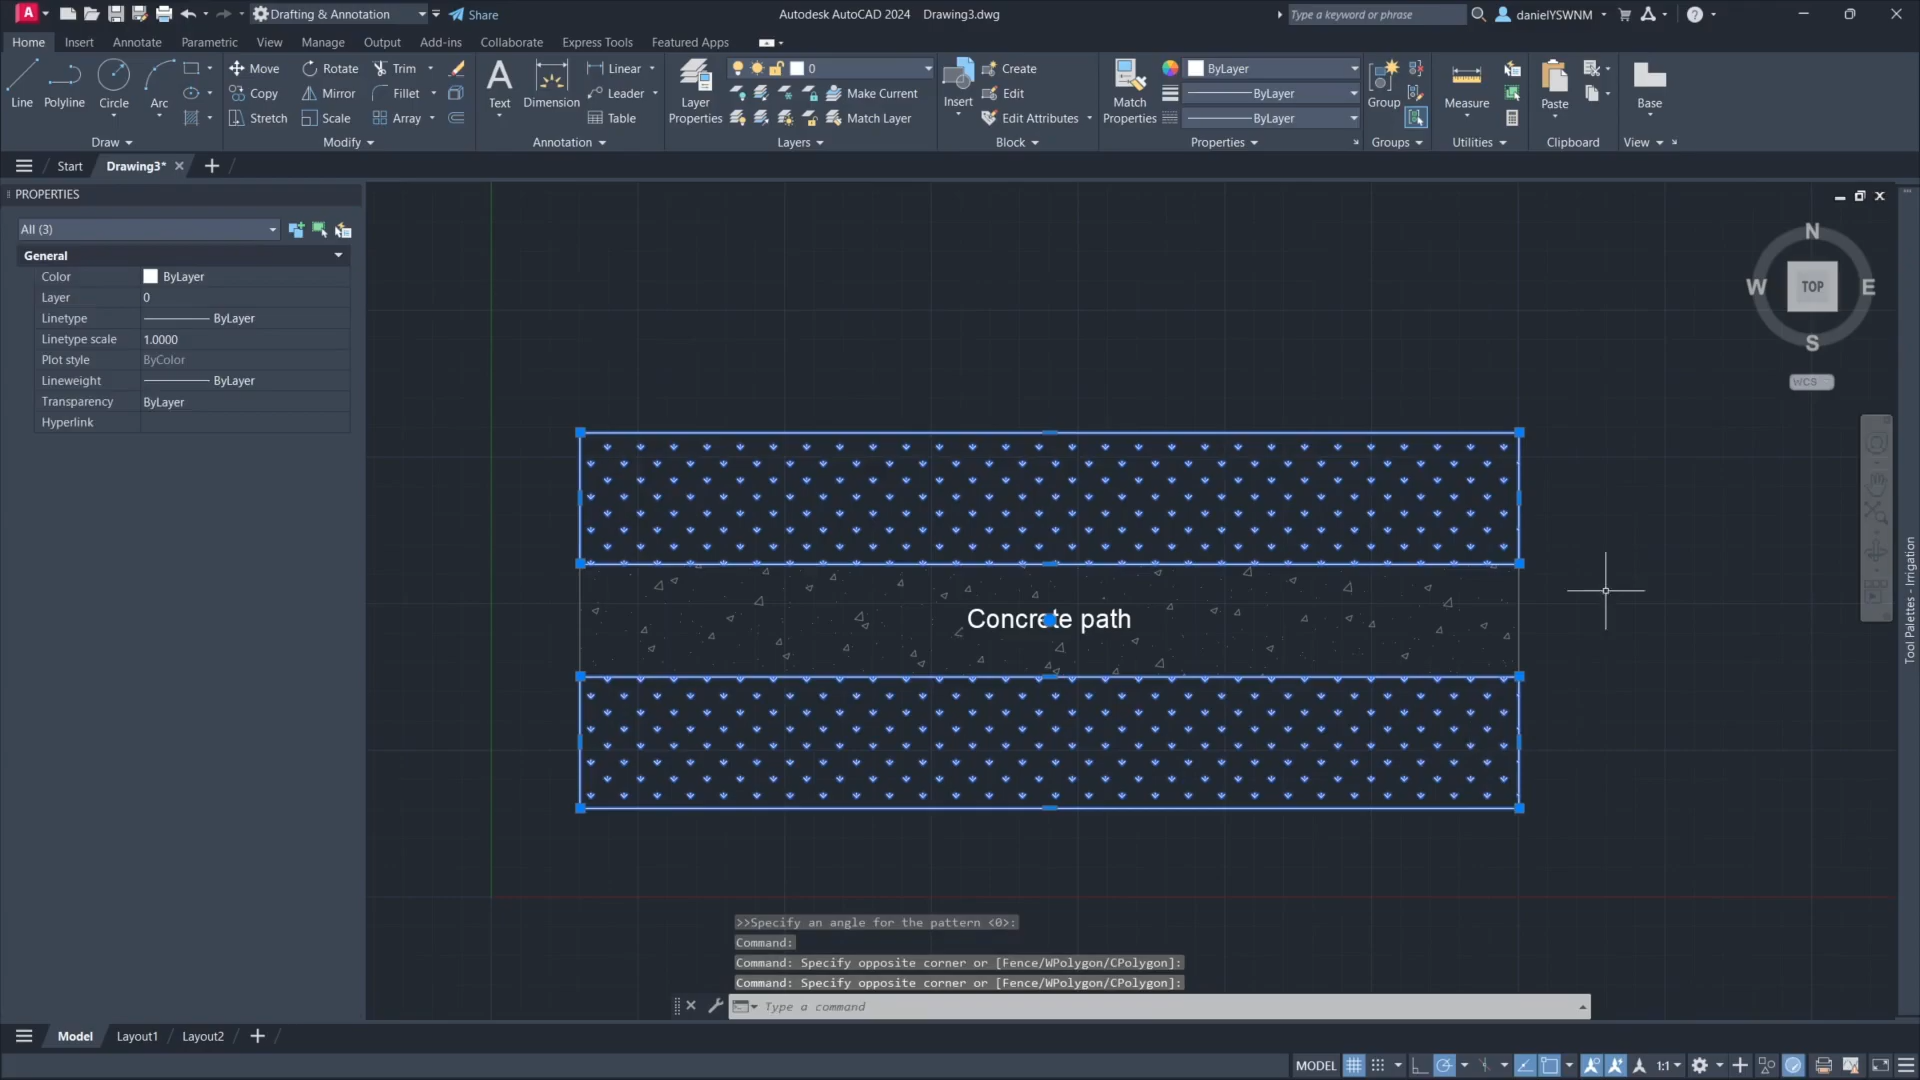 A Drafting & Annotation Share Autodesk AutoCAD 2024 Drawing3.dwg Type a keyword or phrase danielYSWNM
Home Insert Annotate Parametric View Manage Output Add-ins Collaborate Express Tools Featured Apps
Line Polyline Circle Arc
Move Rotate Trim
Copy Mirror Fillet
Stretch Scale Array
Text Dimension
Linear
Leader
Table
Layer
Properties
0
Make Current
Match Layer
Insert
Create
Edit
Edit Attributes
Match
Properties
ByLayer
ByLayer
ByLayer
Group
Measure
Paste
Base
Draw Modify Annotation Layers Block Properties Groups Utilities Clipboard View
Start Drawing3*
PROPERTIES
All (3)
General
Color ByLayer
Layer 0
Linetype ByLayer
Linetype scale 1.0000
Plot style ByColor
Lineweight ByLayer
Transparency ByLayer
Hyperlink
N
W TOP E
S
WCS
Concrete path
Tool Palettes - Irrigation
>>Specify an angle for the pattern <0>:
Command:
Command: Specify opposite corner or [Fence/WPolygon/CPolygon]:
Command: Specify opposite corner or [Fence/WPolygon/CPolygon]:
Type a command
Model Layout1 Layout2
MODEL 1:1